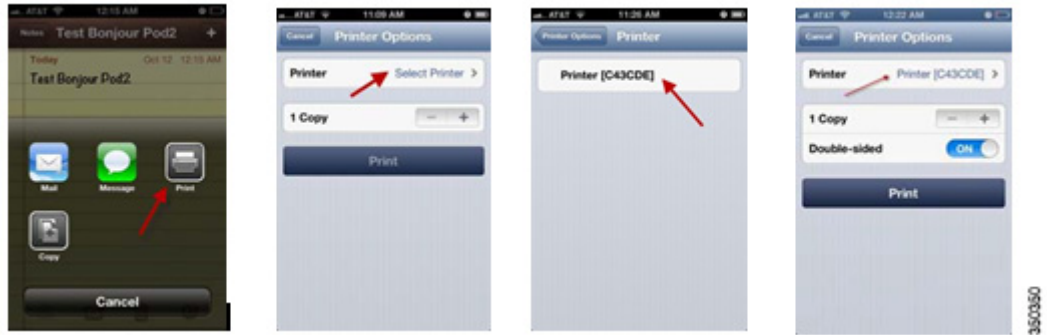 AT&T 12:15 AM
Notes Test Bonjour Pod2 +
Today Oct 12 12:15 AM
Test Bonjour Pod2
Mail Message Print
Copy
Cancel
AT&T 11:09 AM
Cancel Printer Options
Printer Select Printer >
1 Copy - +
Print
AT&T 11:26 AM
Printer Options Printer
Printer [C43CDE]
AT&T 12:22 AM
Cancel Printer Options
Printer Printer [C43CDE] >
1 Copy - +
Double-sided ON
Print
350350